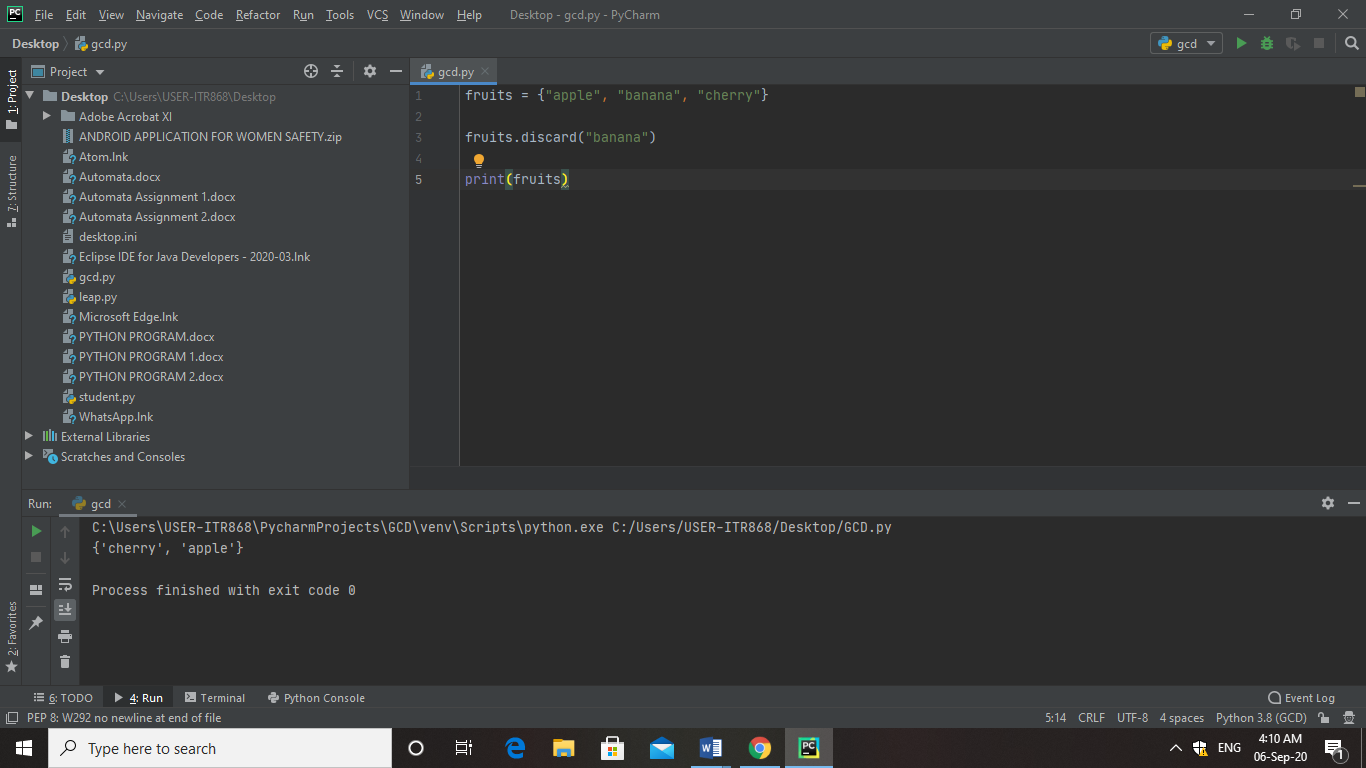 PC File Edit View Navigate Code Refactor Run Tools VCS Window Help Desktop - gcd.py - PyCharm
Desktop gcd.py gcd
1: Project
7: Structure
2: Favorites
Project
Desktop C:\Users\USER-ITR868\Desktop
Adobe Acrobat XI
ANDROID APPLICATION FOR WOMEN SAFETY.zip
Atom.lnk
Automata.docx
Automata Assignment 1.docx
Automata Assignment 2.docx
desktop.ini
Eclipse IDE for Java Developers - 2020-03.lnk
gcd.py
leap.py
Microsoft Edge.lnk
PYTHON PROGRAM.docx
PYTHON PROGRAM 1.docx
PYTHON PROGRAM 2.docx
student.py
WhatsApp.lnk
External Libraries
Scratches and Consoles
gcd.py
1 fruits = {"apple", "banana", "cherry"}
2
3 fruits.discard("banana")
4
5 print(fruits)
Run: gcd
C:\Users\USER-ITR868\PycharmProjects\GCD\venv\Scripts\python.exe C:/Users/USER-ITR868/Desktop/GCD.py
{'cherry', 'apple'}
Process finished with exit code 0
6: TODO 4: Run Terminal Python Console Event Log
PEP 8: W292 no newline at end of file 5:14 CRLF UTF-8 4 spaces Python 3.8 (GCD)
Type here to search W PC ENG 4:10 AM
06-Sep-20 1